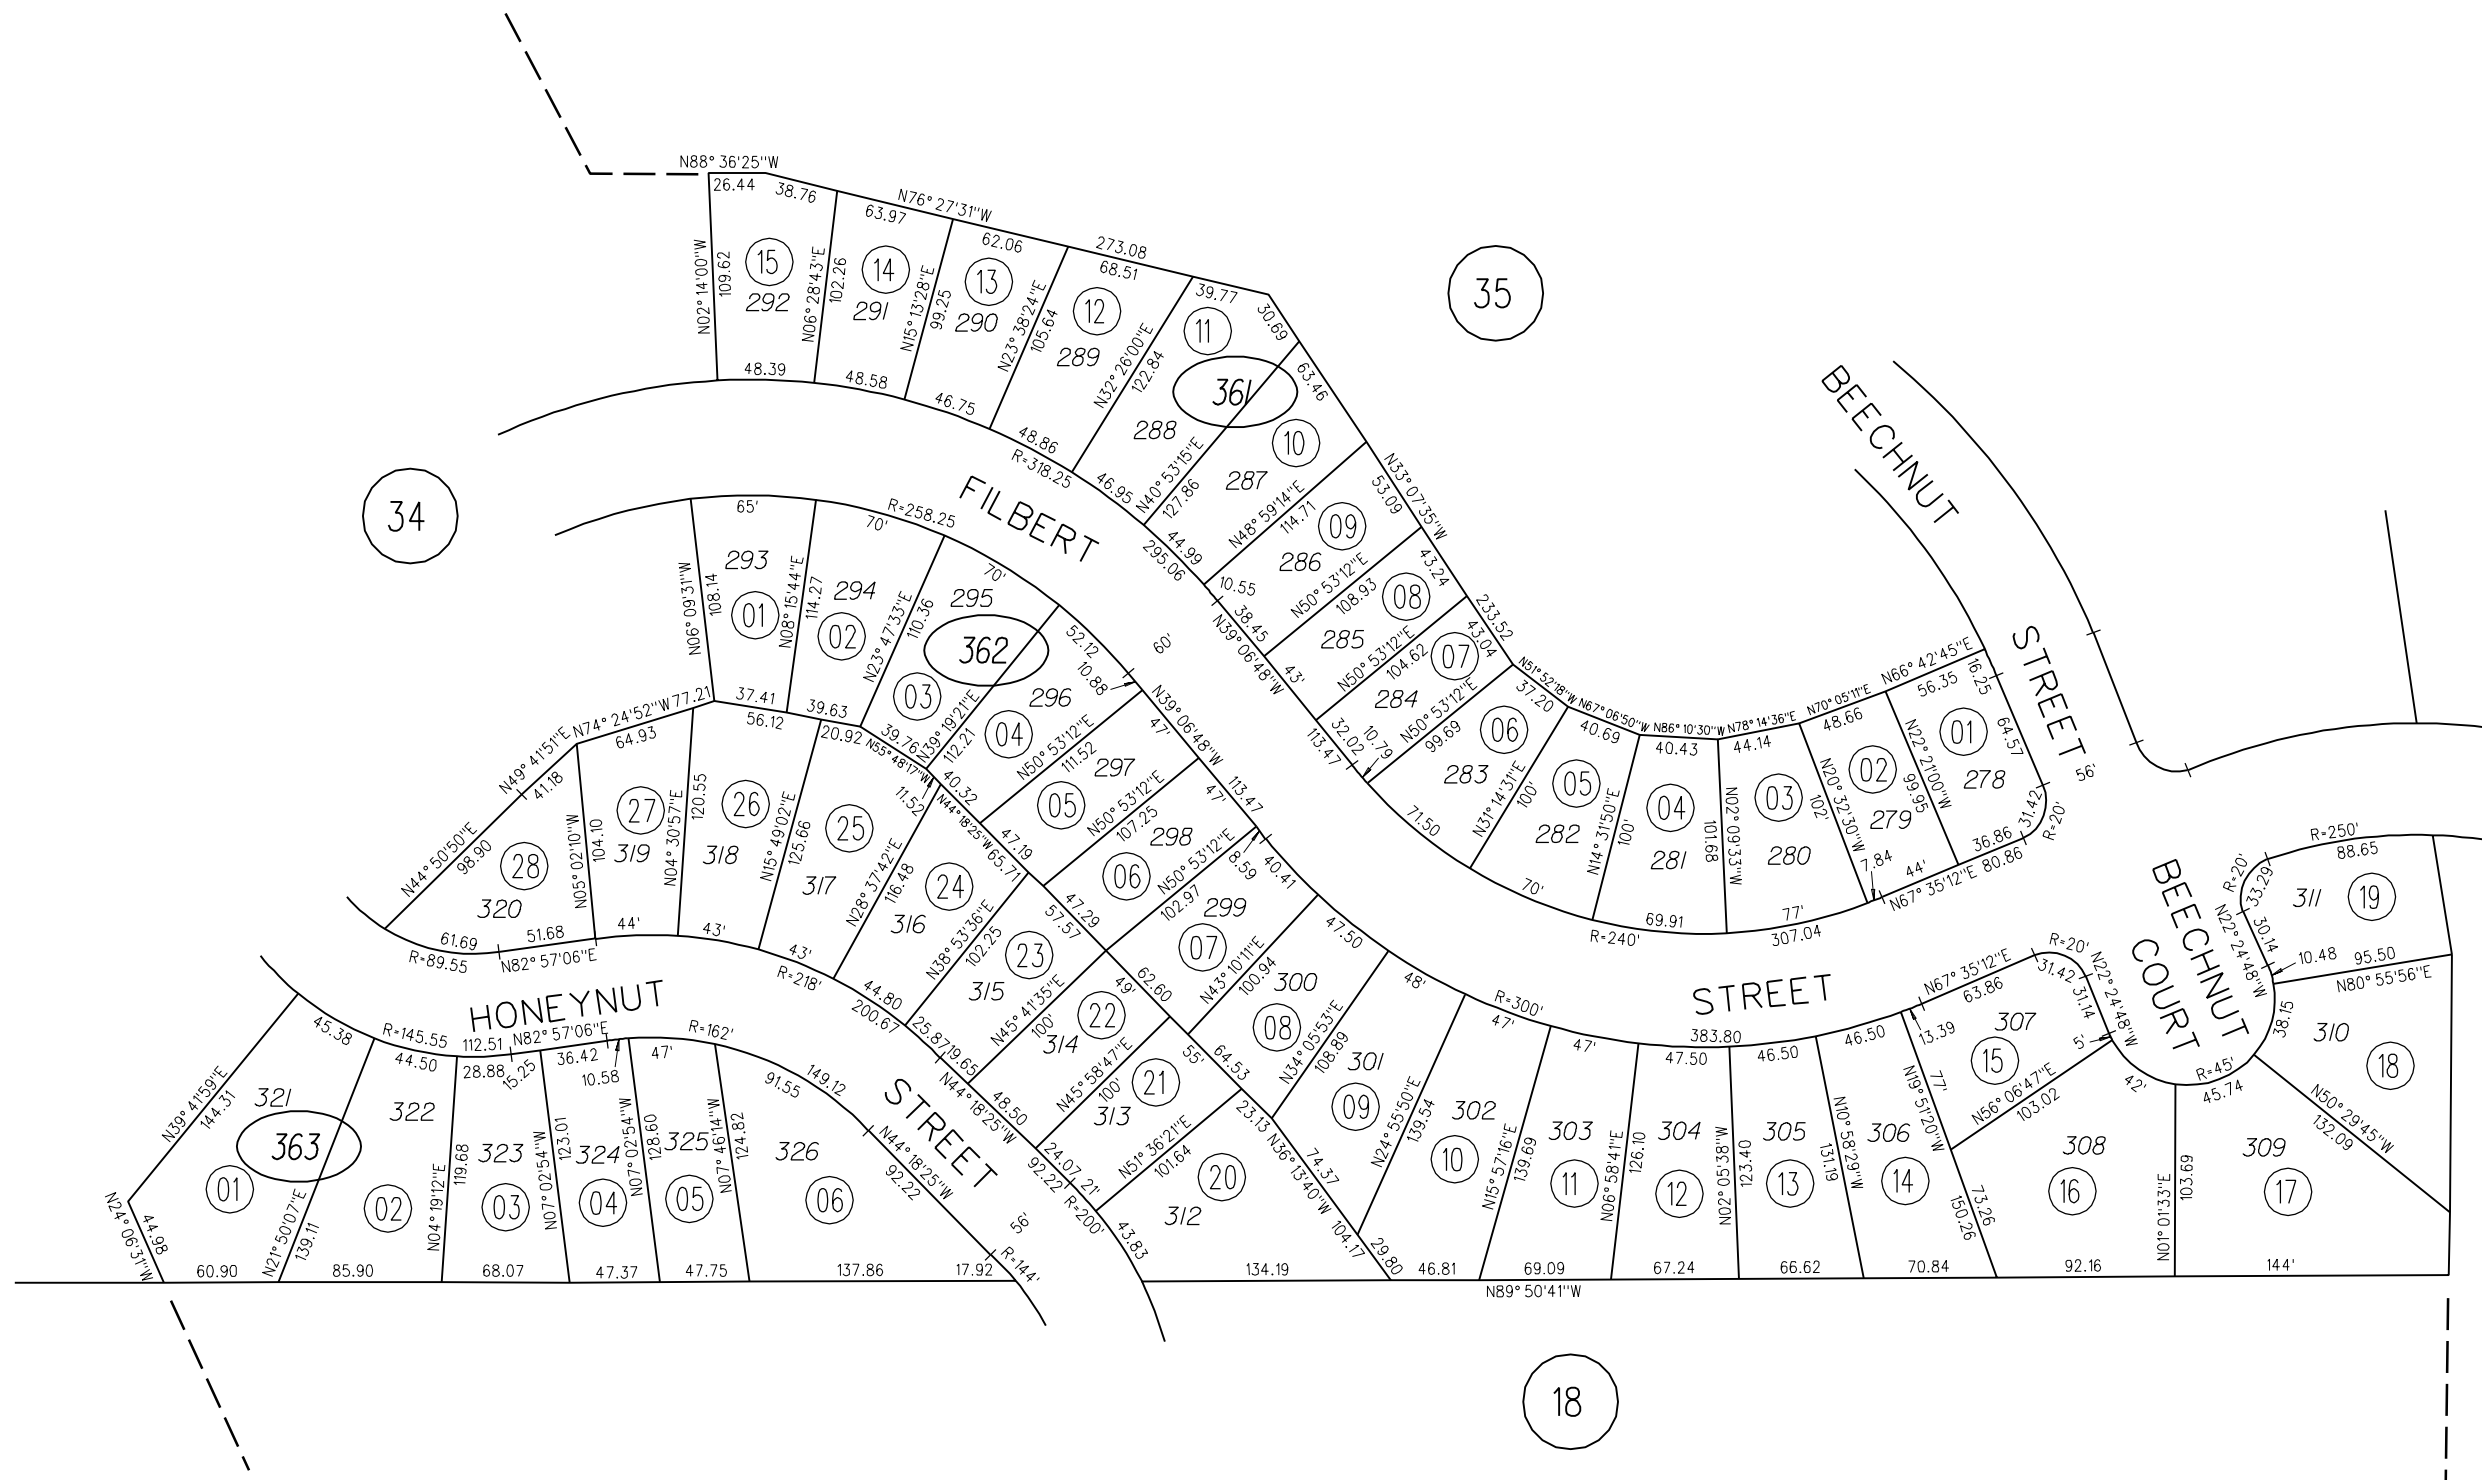 N88° 36'25"W
26.44
38.76
N76° 27'31"W
63.97
62.06
273.08
68.51
39.77
30.69
N02° 14'00"W
109.62
15
292
N06° 28'43"E
102.26
14
291
N15° 13'28"E
99.25
13
290
N23° 38'24"E
105.64
12
289
N32° 26'00"E
122.84
11
288
361
N40° 53'15"E
127.86
63.46
10
287
35
48.39
48.58
46.75
48.86
R=318.25
46.95
44.99
295.06
N48° 59'14"E
114.71
N33° 07'35"W
53.09
09
286
10.55
N50° 53'12"E
108.93
43.24
08
285
38.45
N39° 06'48"W
43'
N50° 53'12"E
104.62
233.52
43.04
07
284
32.02
113.47
10.79
N50° 53'12"E
99.69
34
FILBERT
60'
BEECHNUT
STREET
56'
65'
70'
R=258.25
70'
293
01
N06° 09'31"W
108.14
N08° 15'44"E
114.27
294
02
N23° 47'33"E
110.36
295
362
03
N39° 19'21"E
112.21
52.12
10.88
296
04
N50° 53'12"E
111.52
N39° 06'48"W
47'
297
05
N50° 53'12"E
107.25
47'
113.47
298
06
N50° 53'12"E
102.97
8.59
40.41
299
07
N43° 10'11"E
100.94
47.50
300
08
N34° 05'53"E
108.89
48'
301
09
N24° 55'50"E
139.54
R=300'
47'
302
10
N15° 57'16"E
139.69
47'
303
11
N06° 58'41"E
126.10
383.80
47.50
304
12
N02° 05'38"W
123.40
46.50
305
13
131.19
N10° 58'29"W
46.50
306
14
N19° 51'20"W
77'
73.26
150.26
13.39
N67° 35'12"E
63.86
307
15
N56° 06'47"E
103.02
R=20'
31.42
31.14
N22° 24'48"W
5'
42'
308
16
N01° 01'33"E
103.69
R=45'
45.74
309
17
N50° 29'45"W
132.09
38.15
310
18
N80° 55'56"E
95.50
10.48
30.14
N22° 24'48"W
33.29
R=20'
R=250'
88.65
311
19
BEECHNUT
COURT
N51° 52'18"W
37.20
N67° 06'50"W
40.69
N86° 10'30"W
40.43
N78° 14'36"E
44.14
N70° 05'11"E
48.66
N66° 42'45"E
56.35
16.25
64.57
31.42
R=20'
36.86
N67° 35'12"E 80.86
44'
7.84
01
278
N22° 21'00"W
99.95
02
279
N20° 32'30"W
102'
03
280
N02° 09'33"W
101.68
04
281
N14° 31'50"E
100'
05
282
N31° 14'31"E
100'
06
283
71.50
70'
R=240'
69.91
77'
307.04
STREET
N49° 41'51"E
41.18
N74° 24'52"W 77.21
64.93
37.41
56.12
39.63
20.92
39.76
N55° 48'17"W
11.52
40.32
N44° 18'25"W
65.71
47.19
47.29
57.57
62.60
49'
64.53
55'
23.13
N36° 13'40"W
74.37
104.17
29.80
N44° 50'50"E
98.90
28
320
N05° 02'10"W
104.10
27
319
N04° 30'57"E
120.55
26
318
N15° 49'02"E
125.66
25
317
N28° 37'42"E
116.48
24
316
N38° 53'36"E
102.25
23
315
N45° 41'35"E
100'
22
314
N45° 58'47"E
100'
21
313
N51° 36'21"E
101.64
20
312
61.69
R=89.55
51.68
N82° 57'06"E
44'
43'
43'
R=218'
44.80
200.67
25.87
19.65
N44° 18'25"W
48.50
24.07
92.22
21'
R=200'
43.83
HONEYNUT
STREET
56'
45.38
R=145.55
44.50
112.51
28.88
N82° 57'06"E
15.25
36.42
10.58
R=162'
47'
149.12
91.55
N44° 18'25"W
92.22
R=144'
N39° 41'59"E
144.31
321
363
01
N24° 06'31"W
44.98
N21° 50'07"E
139.11
322
02
N04° 19'12"E
119.68
323
03
N07° 02'54"W
123.01
324
04
N07° 02'54"W
128.60
325
05
N07° 46'14"W
124.82
326
06
60.90
85.90
68.07
47.37
47.75
137.86
17.92
134.19
46.81
69.09
67.24
66.62
70.84
92.16
144'
N89° 50'41"W
18